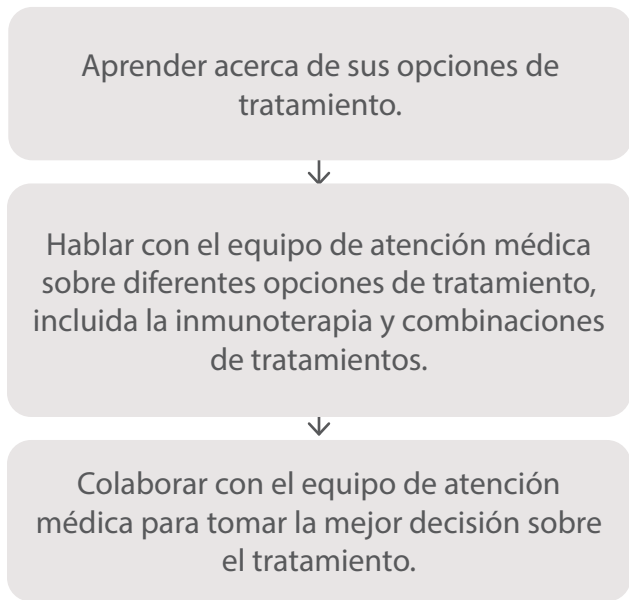 Aprender acerca de sus opciones de
tratamiento.
Hablar con el equipo de atención médica
sobre diferentes opciones de tratamiento,
incluida la inmunoterapia y combinaciones
de tratamientos.
Colaborar con el equipo de atención
médica para tomar la mejor decisión sobre
el tratamiento.